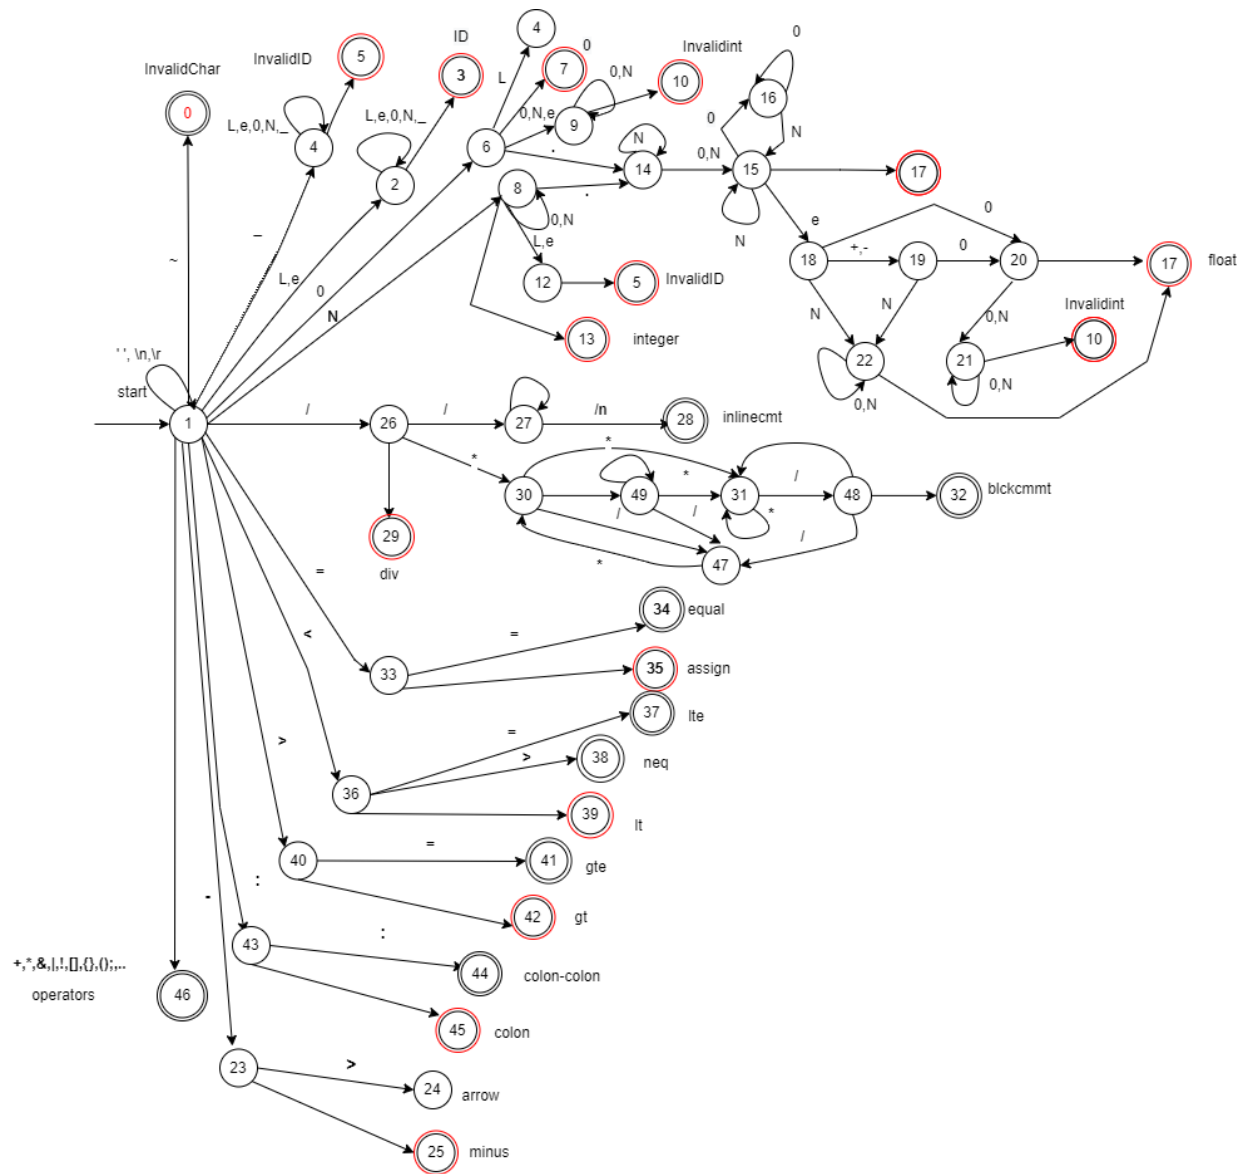 4
ID
0
0
InvalidID
5
Invalidint
InvalidChar
3
7
0,N
10
L
16
0
L,e,0,N,_
L,e,0,N,_
0,N,e
9
0
N
4
6
.
N
0,N
2
14
15
17
8
.
0,N
N
e
0
_
L,e
+,-
0
~
L,e
18
19
20
17
float
0
12
5
InvalidID
N
N
0,N
Invalidint
N
13
integer
10
' ', \n,\r
22
21
start
0,N
0,N
/
/
/n
1
26
27
28
inlinecmt
*
*
*
/
30
49
31
48
32
blckcmmt
/
/
*
29
/
47
*
div
=
34
equal
<
=
33
35
assign
37
lte
=
>
>
38
neq
36
39
lt
=
40
41
gte
:
-
42
gt
:
43
+,*,&,|,!,[],{},();,..
44
colon-colon
operators
46
45
colon
>
23
24
arrow
25
minus